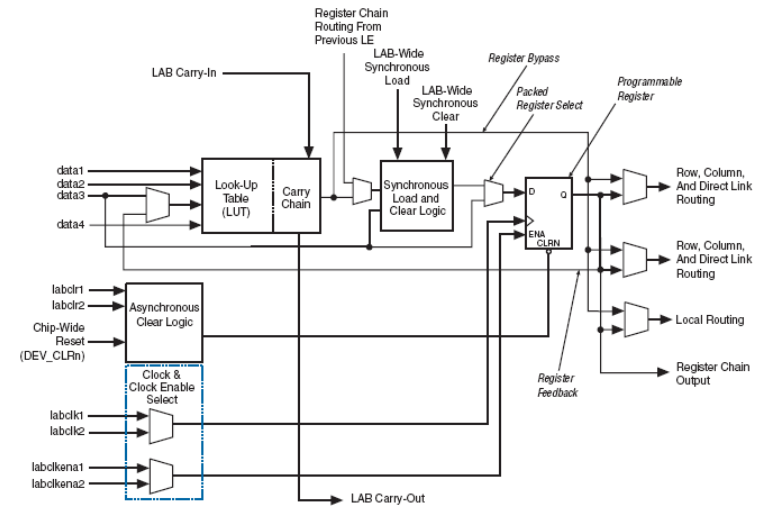 Register Chain
Routing From
Previous LE
LAB-Wide
Synchronous
Load
Register Bypass
LAB Carry-In
LAB-Wide
Synchronous
Clear
Packed
Register Select
Programmable
Register
data1
data2
data3
data4
Look-Up
Table
(LUT)
Carry
Chain
Synchronous
Load and
Clear Logic
D
Q
ENA
CLRN
Row, Column,
And Direct Link
Routing
Row, Column,
And Direct Link
Routing
labclr1
labclr2
Chip-Wide
Reset
(DEV_CLRn)
Asynchronous
Clear Logic
Local Routing
Clock &
Clock Enable
Select
Register
Feedback
Register Chain
Output
labclk1
labclk2
labclkena1
labclkena2
LAB Carry-Out